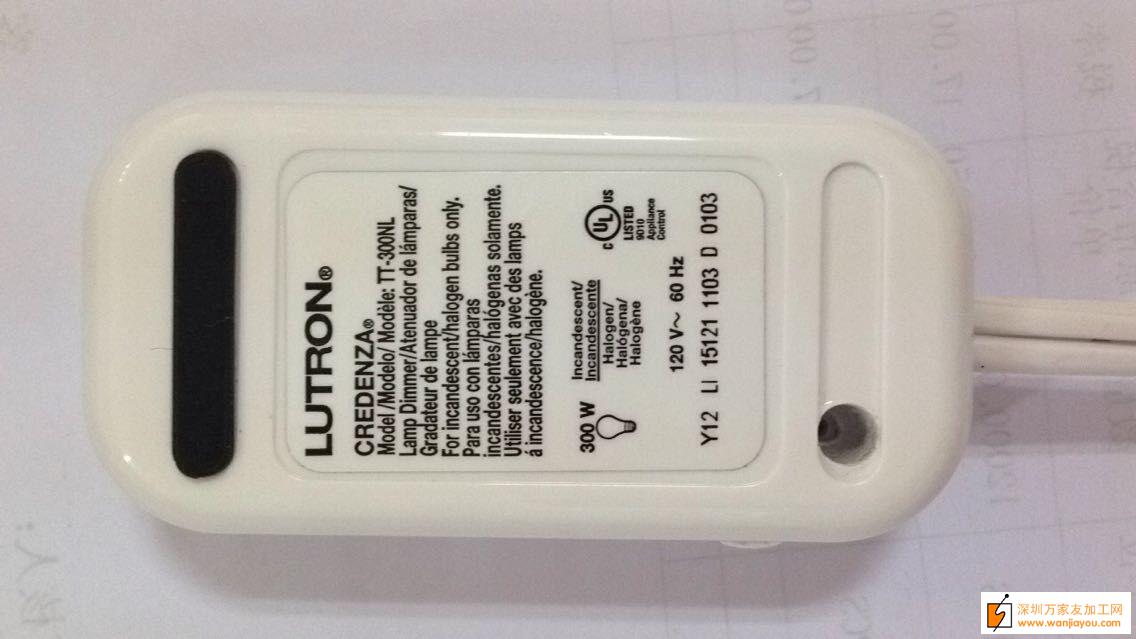 LUTRON®
CREDENZA®
Model /Modelo/ Modèle: TT-300NL
Lamp Dimmer/Atenuador de lámparas/
Gradateur de lampe
For incandescent/halogen bulbs only.
Para uso con lámparas
incandescentes/halógenas solamente.
Utiliser seulement avec des lamps
á incandescence/halogène.
300 W
Incandescent/
Incandescente
Halogen/
Halógena/
Halogène
C UL US
LISTED
9010
Appliance
Control
120 V~ 60 Hz
Y12 LI 15121 1103 D 0103
深圳万家友加工网
www.wanjiayou.com